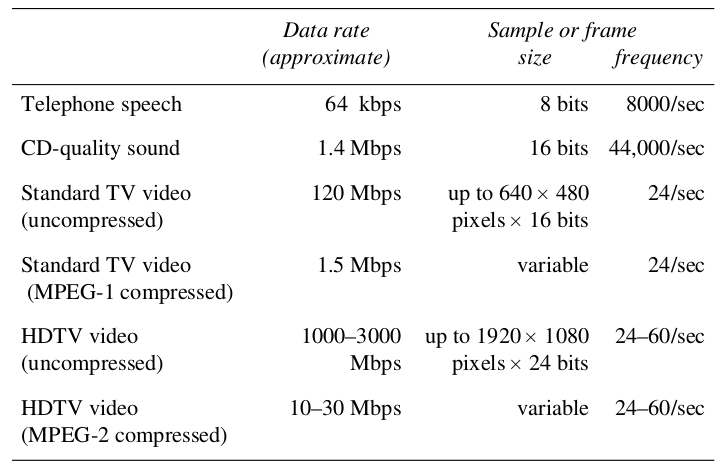 Data rate Sample or frame
(approximate) size frequency
Telephone speech 64 kbps 8 bits 8000/sec
CD-quality sound 1.4 Mbps 16 bits 44,000/sec
Standard TV video 120 Mbps up to 640 × 480 24/sec
(uncompressed) pixels × 16 bits
Standard TV video 1.5 Mbps variable 24/sec
(MPEG-1 compressed)
HDTV video 1000–3000 up to 1920 × 1080 24–60/sec
(uncompressed) Mbps pixels × 24 bits
HDTV video 10–30 Mbps variable 24–60/sec
(MPEG-2 compressed)